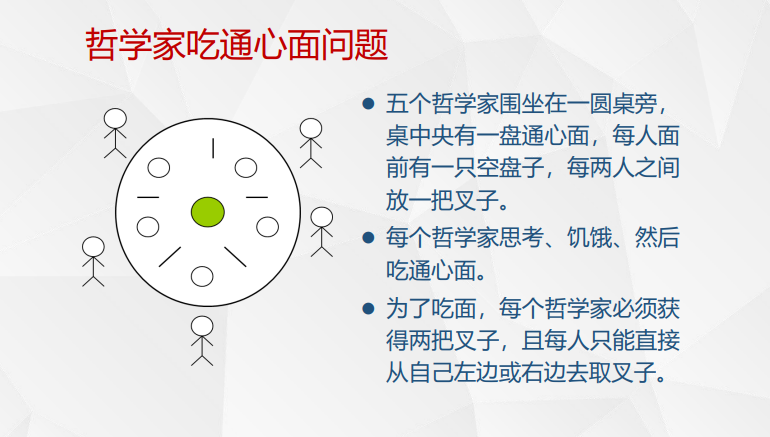 哲学家吃通心面问题
● 五个哲学家围坐在一圆桌旁，
桌中央有一盘通心面，每人面
前有一只空盘子，每两人之间
放一把叉子。
● 每个哲学家思考、饥饿、然后
吃通心面。
● 为了吃面，每个哲学家必须获
得两把叉子，且每人只能直接
从自己左边或右边去取叉子。